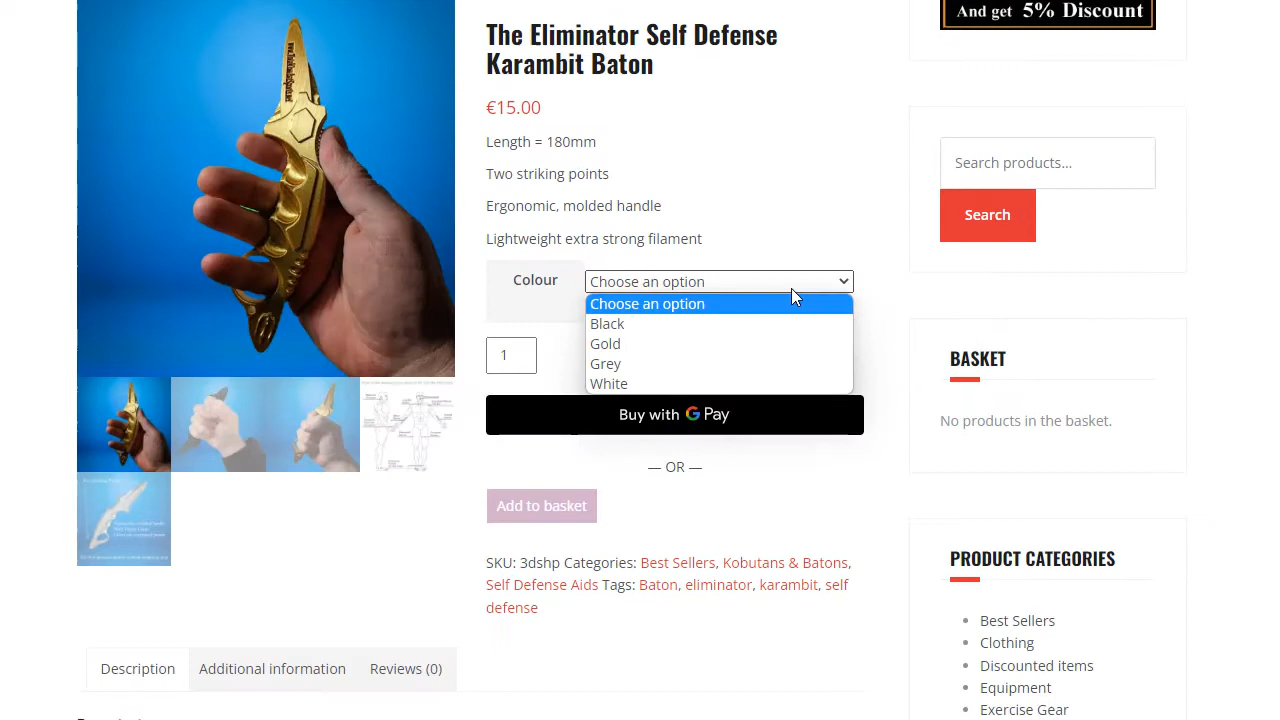 And get 5% Discount
The Eliminator Self Defense
Karambit Baton
€15.00
Length = 180mm
Two striking points
Ergonomic, molded handle
Lightweight extra strong filament
Colour
Choose an option
Choose an option
Black
Gold
Grey
White
1
Buy with G Pay
— OR —
Add to basket
SKU: 3dshp Categories: Best Sellers, Kobutans & Batons,
Self Defense Aids Tags: Baton, eliminator, karambit, self
defense
Description
Additional information
Reviews (0)
Search products...
Search
BASKET
No products in the basket.
PRODUCT CATEGORIES
Best Sellers
Clothing
Discounted items
Equipment
Exercise Gear